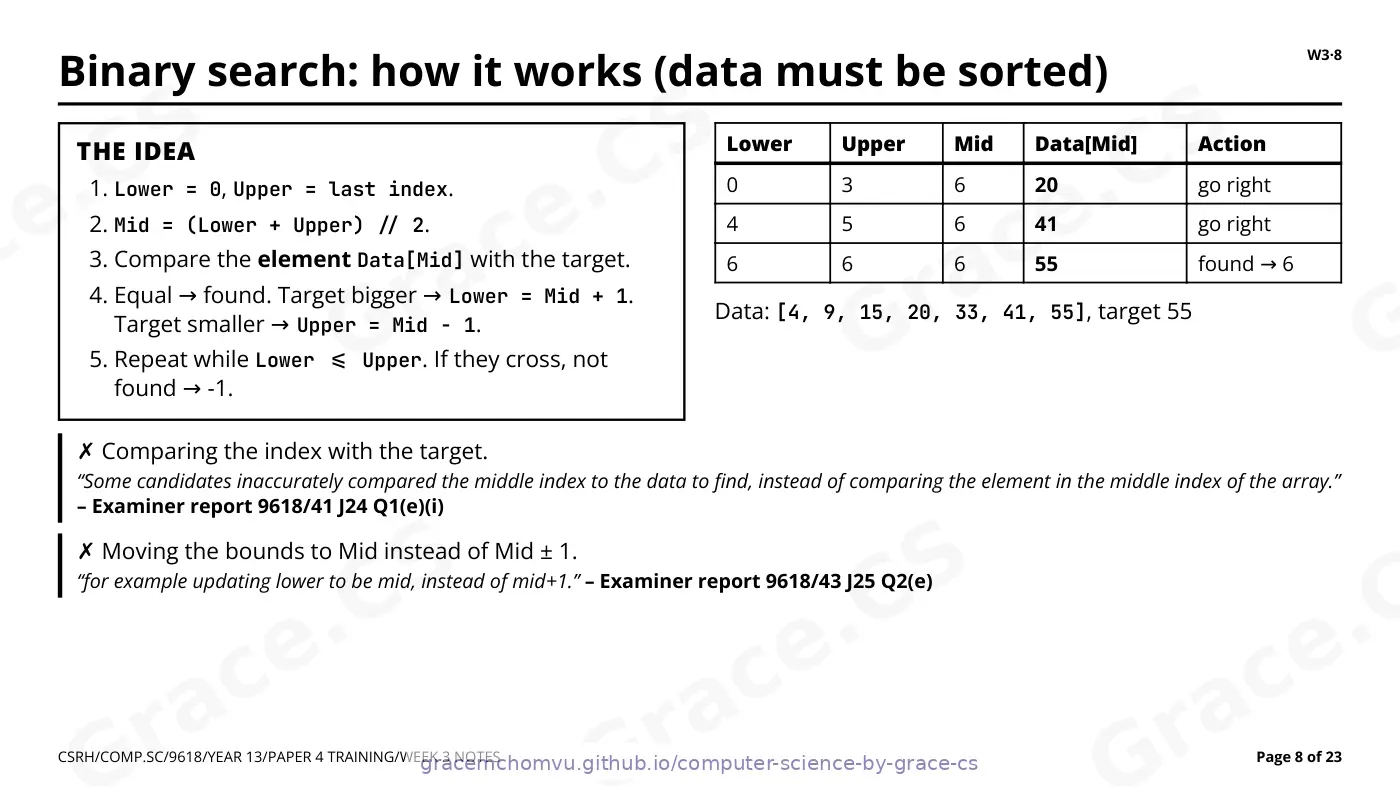 Binary search: how it works (data must be sorted)
W3·8
THE IDEA
1. Lower = 0, Upper = last index.
2. Mid = (Lower + Upper) // 2.
3. Compare the element Data[Mid] with the target.
4. Equal → found. Target bigger → Lower = Mid + 1.
Target smaller → Upper = Mid - 1.
5. Repeat while Lower ≤ Upper. If they cross, not
found → -1.
Lower Upper Mid Data[Mid] Action
0 3 6 20 go right
4 5 6 41 go right
6 6 6 55 found → 6
Data: [4, 9, 15, 20, 33, 41, 55], target 55
✗ Comparing the index with the target.
“Some candidates inaccurately compared the middle index to the data to find, instead of comparing the element in the middle index of the array.”
– Examiner report 9618/41 J24 Q1(e)(i)
✗ Moving the bounds to Mid instead of Mid ± 1.
“for example updating lower to be mid, instead of mid+1.” – Examiner report 9618/43 J25 Q2(e)
Grace.CS
CSRH/COMP.SC/9618/YEAR 13/PAPER 4 TRAINING/WEEK 3 NOTES
gracemchomvu.github.io/computer-science-by-grace-cs
Page 8 of 23